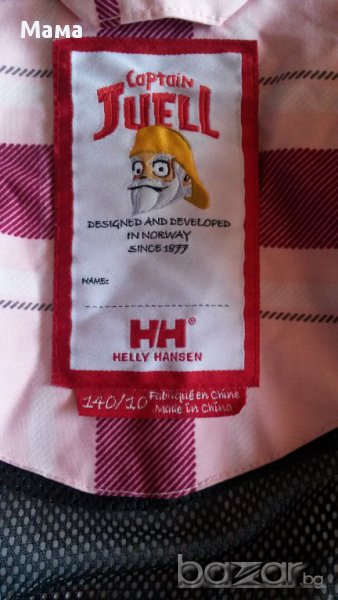 Мама
Captain
JUELL
DESIGNED AND DEVELOPED
IN NORWAY
SINCE 1877
NAME:
HH®
HELLY HANSEN
140/10 Fabriqué en Chine
Made in China
bazar.bg